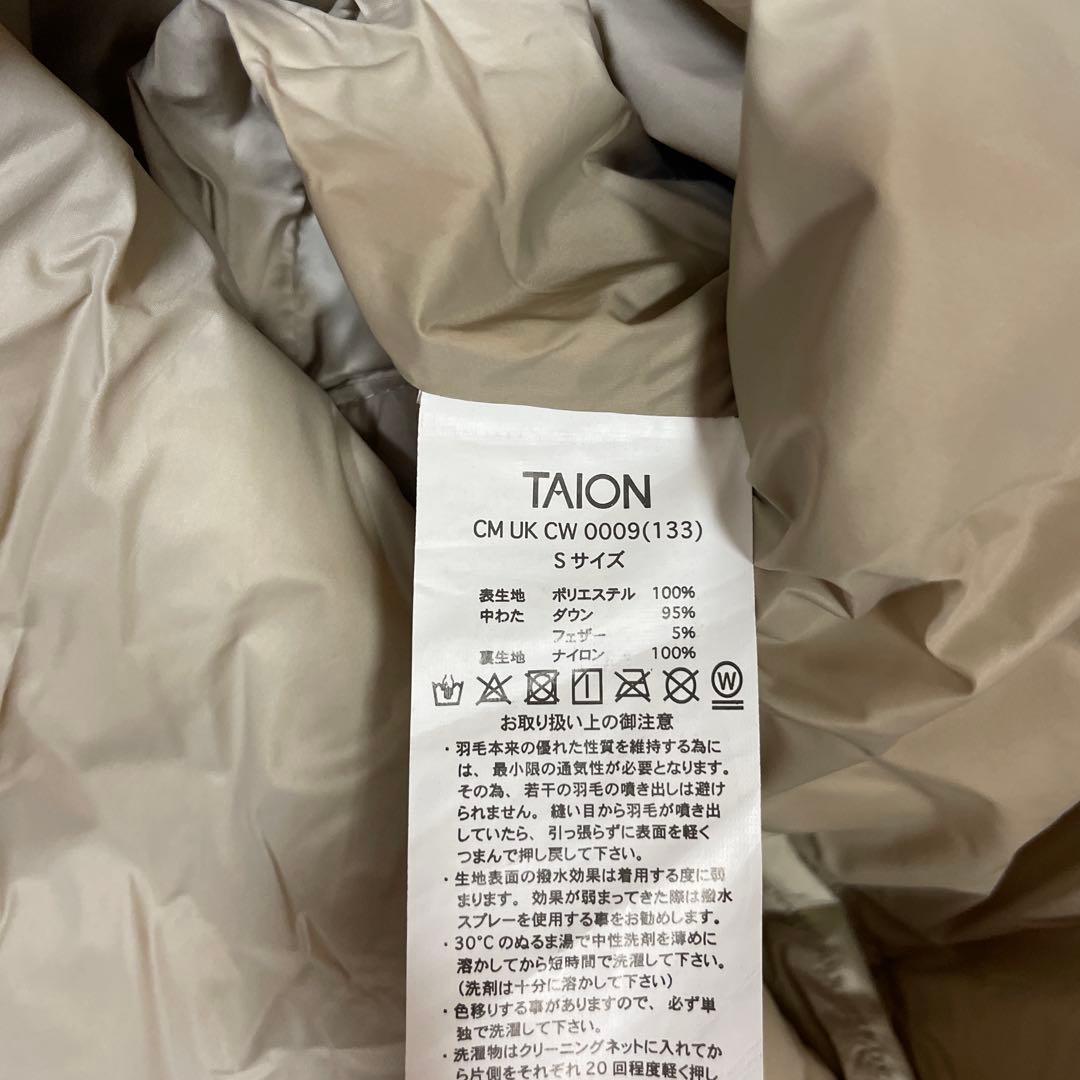 TAION
CM UK CW 0009(133)
S サイズ
表生地 ポリエステル 100%
中わた ダウン 95%
フェザー 5%
裏生地 ナイロン 100%
W
お取り扱い上の御注意
・羽毛本来の優れた性質を維持する為に
は、最小限の通気性が必要となります。
その為、若干の羽毛の噴き出しは避け
られません。縫い目から羽毛が噴き出
していたら、引っ張らずに表面を軽く
つまんで押し戻して下さい。
・生地表面の撥水効果は着用する度に弱
まります。効果が弱まってきた際は撥水
スプレーを使用する事をお勧めします。
・30℃のぬるま湯で中性洗剤を薄めに
溶かしてから短時間で洗濯して下さい。
(洗剤は十分に溶かして下さい)
・色移りする事がありますので、必ず単
独で洗濯して下さい。
・洗濯物はクリーニングネットに入れてか
ら片側をそれぞれ20回程度軽く押し